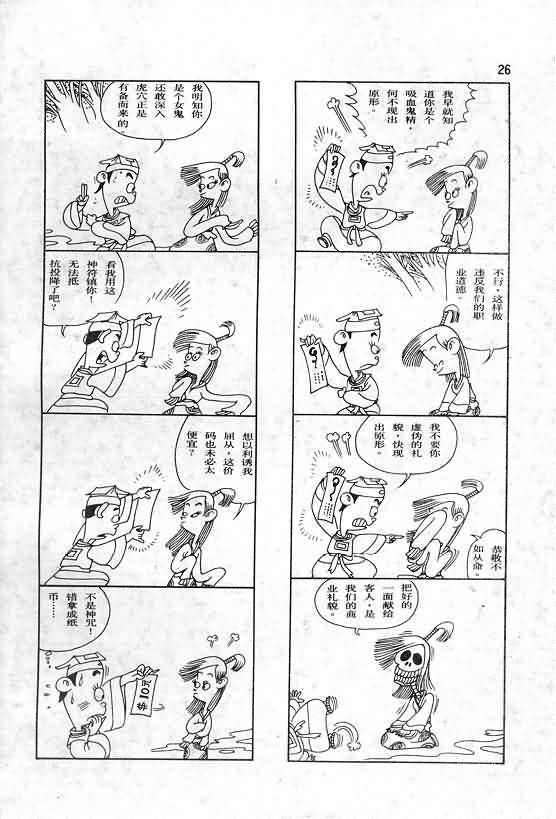 26
我早就知
道你是个
吸血鬼精，
何不现出
原形。
不行，这样做
违反我们的职
业道德。
我不要你
虚伪的礼
貌，快现
出原形。
恭敬不
如从命。
把好的
一面献给
客人，是
我们的商
业礼貌。
我明知你
是个女鬼
还敢深入
虎穴正是
有备而来的。
看我用这
神符镇你！
无法抵
抗投降了吧？
想以利诱我
屈从，这价
码也未必太
便宜？
不是神咒！
错拿成纸
币……
$10元